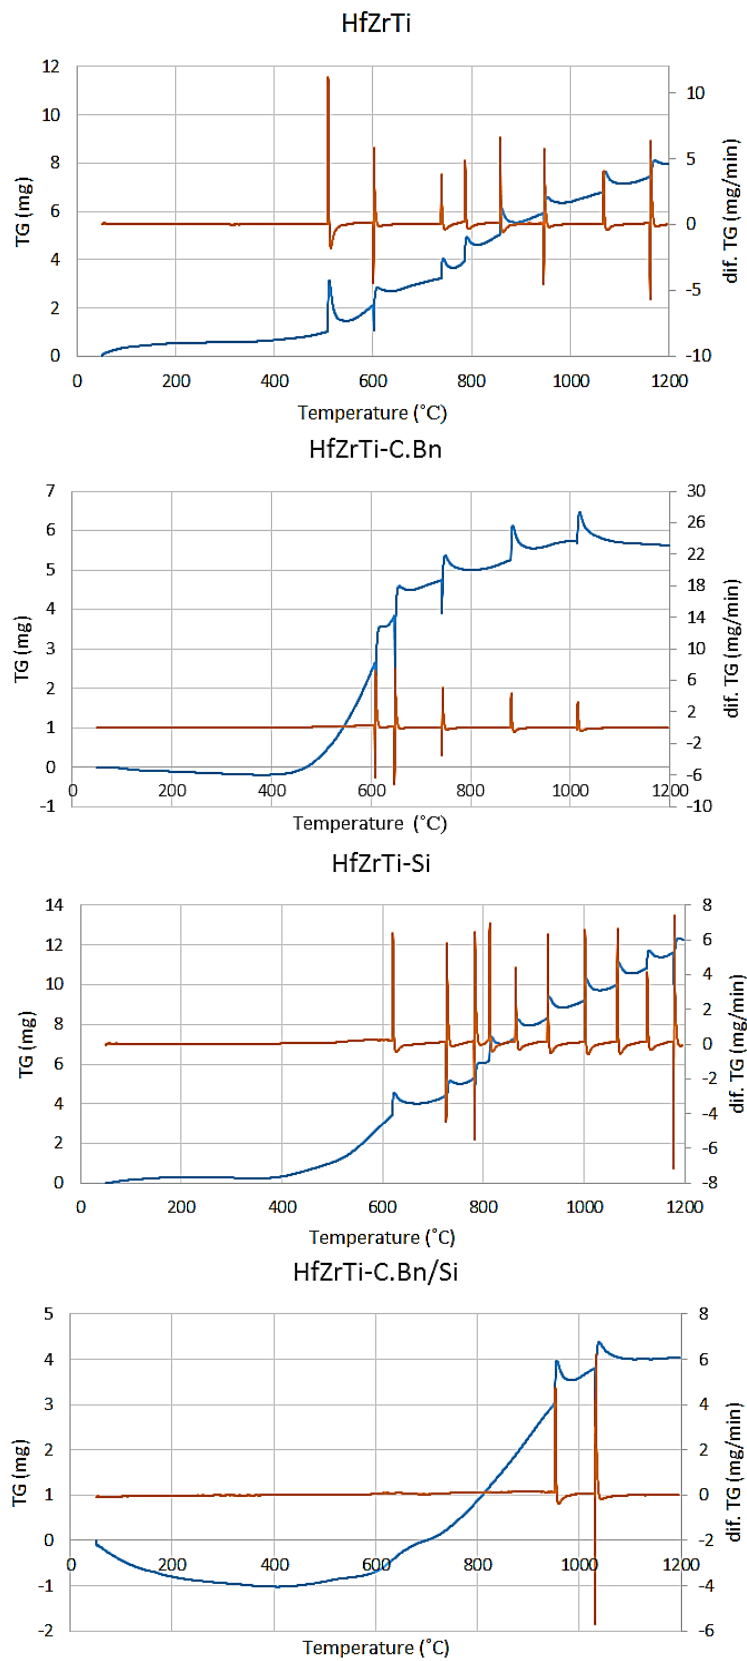 HfZrTi
12 10 8 6 4 2 0
TG (mg)
10 5 0 -5 -10
dif. TG (mg/min)
0 200 400 600 800 1000 1200
Temperature (˚C)
HfZrTi-C.Bn
7 6 5 4 3 2 1 0 -1
TG (mg)
30 26 22 18 14 10 6 2 -2 -6 -10
dif. TG (mg/min)
0 200 400 600 800 1000 1200
Temperature (˚C)
HfZrTi-Si
14 12 10 8 6 4 2 0
TG (mg)
8 6 4 2 0 -2 -4 -6 -8
dif. TG (mg/min)
0 200 400 600 800 1000 1200
Temperature (˚C)
HfZrTi-C.Bn/Si
5 4 3 2 1 0 -1 -2
TG (mg)
8 6 4 2 0 -2 -4 -6
dif. TG (mg/min)
0 200 400 600 800 1000 1200
Temperature (˚C)